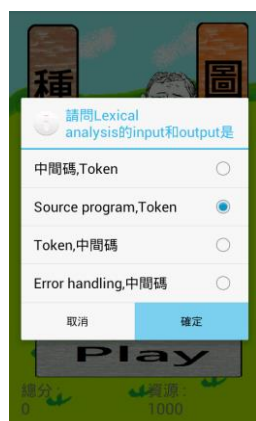 種 圖
請問Lexical
analysis的input和output是
中間碼,Token
Source program,Token
Token,中間碼
Error handling,中間碼
取消 確定
Play
總分: 資源:
0 1000